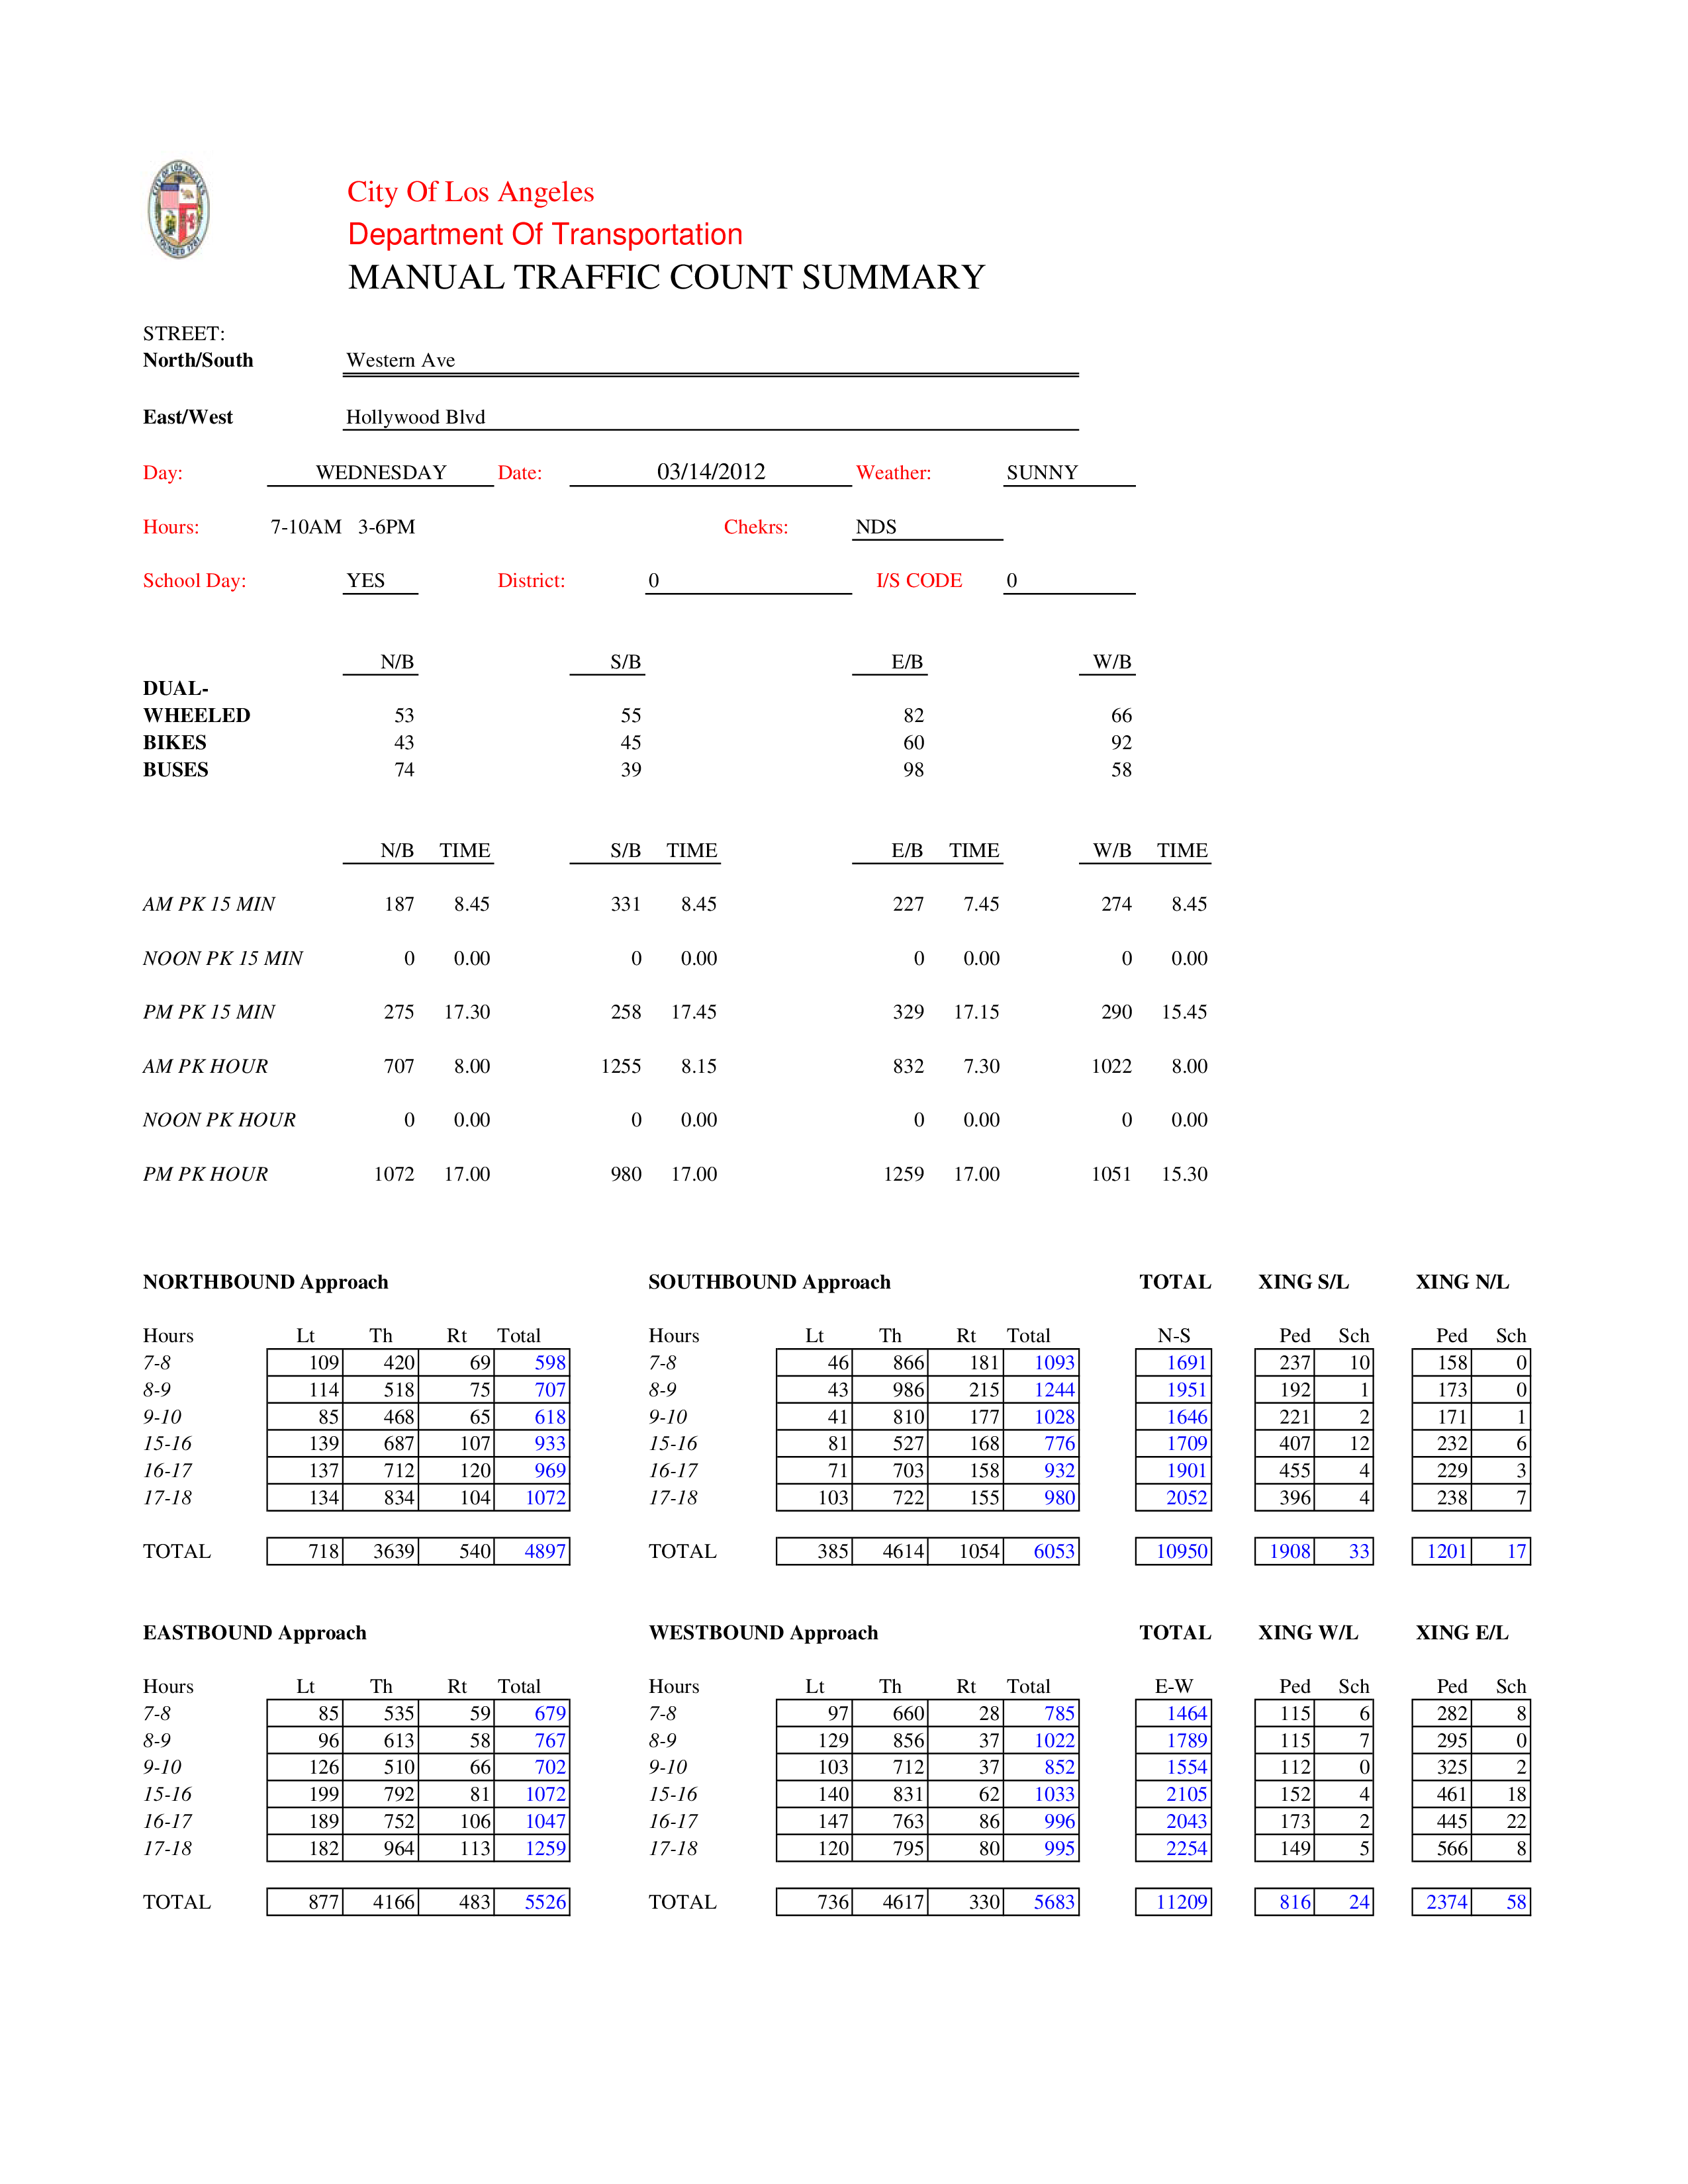 City Of Los Angeles
Department Of Transportation
MANUAL TRAFFIC COUNT SUMMARY
STREET:
North/South Western Ave
East/West Hollywood Blvd
Day: WEDNESDAY Date: 03/14/2012 Weather: SUNNY
Hours: 7-10AM 3-6PM Chekrs: NDS
School Day: YES District: 0 I/S CODE 0
N/B S/B E/B W/B
DUAL-
WHEELED 53 55 82 66
BIKES 43 45 60 92
BUSES 74 39 98 58
N/B TIME S/B TIME E/B TIME W/B TIME
AM PK 15 MIN 187 8.45 331 8.45 227 7.45 274 8.45
NOON PK 15 MIN 0 0.00 0 0.00 0 0.00 0 0.00
PM PK 15 MIN 275 17.30 258 17.45 329 17.15 290 15.45
AM PK HOUR 707 8.00 1255 8.15 832 7.30 1022 8.00
NOON PK HOUR 0 0.00 0 0.00 0 0.00 0 0.00
PM PK HOUR 1072 17.00 980 17.00 1259 17.00 1051 15.30
NORTHBOUND Approach SOUTHBOUND Approach TOTAL XING S/L XING N/L
Hours Lt Th Rt Total Hours Lt Th Rt Total N-S Ped Sch Ped Sch
7-8 109 420 69 598 7-8 46 866 181 1093 1691 237 10 158 0
8-9 114 518 75 707 8-9 43 986 215 1244 1951 192 1 173 0
9-10 85 468 65 618 9-10 41 810 177 1028 1646 221 2 171 1
15-16 139 687 107 933 15-16 81 527 168 776 1709 407 12 232 6
16-17 137 712 120 969 16-17 71 703 158 932 1901 455 4 229 3
17-18 134 834 104 1072 17-18 103 722 155 980 2052 396 4 238 7
TOTAL 718 3639 540 4897 TOTAL 385 4614 1054 6053 10950 1908 33 1201 17
EASTBOUND Approach WESTBOUND Approach TOTAL XING W/L XING E/L
Hours Lt Th Rt Total Hours Lt Th Rt Total E-W Ped Sch Ped Sch
7-8 85 535 59 679 7-8 97 660 28 785 1464 115 6 282 8
8-9 96 613 58 767 8-9 129 856 37 1022 1789 115 7 295 0
9-10 126 510 66 702 9-10 103 712 37 852 1554 112 0 325 2
15-16 199 792 81 1072 15-16 140 831 62 1033 2105 152 4 461 18
16-17 189 752 106 1047 16-17 147 763 86 996 2043 173 2 445 22
17-18 182 964 113 1259 17-18 120 795 80 995 2254 149 5 566 8
TOTAL 877 4166 483 5526 TOTAL 736 4617 330 5683 11209 816 24 2374 58